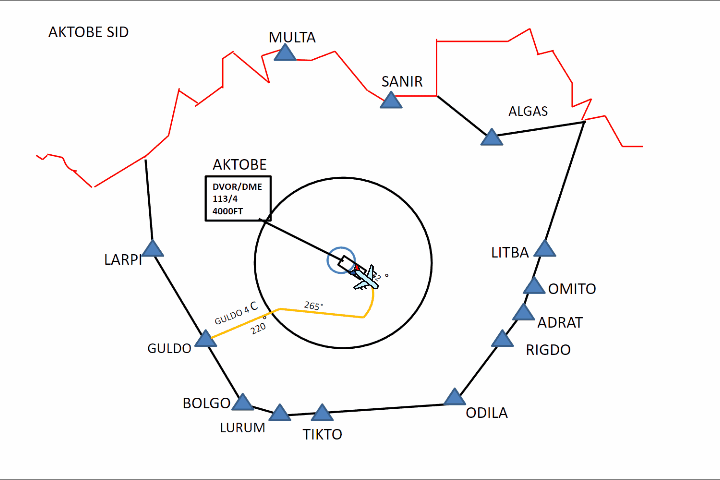 AKTOBE SID
MULTA
SANIR
ALGAS
AKTOBE
DVOR/DME
113/4
4000FT
LARPI
LITBA
OMITO
GULDO 4 C
265°
220°
ADRAT
GULDO
RIGDO
BOLGO
ODILA
LURUM
TIKTO